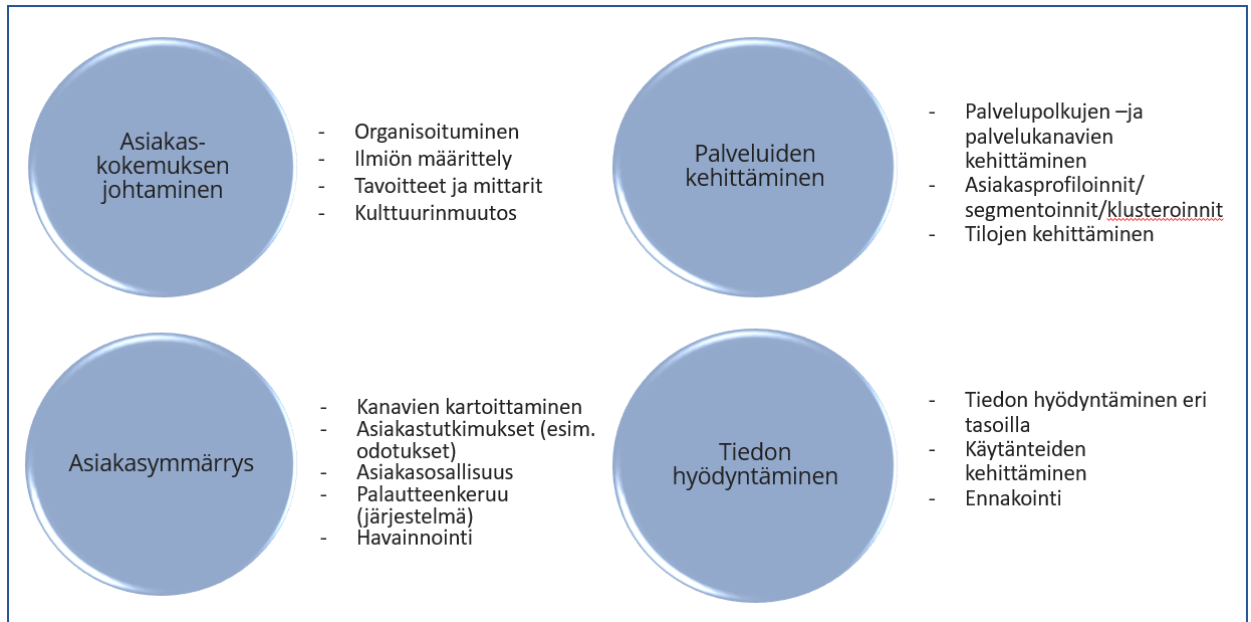 Asiakas-
kokemuksen
johtaminen
- Organisoituminen
- Ilmiön määrittely
- Tavoitteet ja mittarit
- Kulttuurinmuutos
Palveluiden
kehittäminen
- Palvelupolkujen –ja
palvelukanavien
kehittäminen
- Asiakasprofiloinnit/
segmentoinnit/klusteroinnit
- Tilojen kehittäminen
Asiakasymmärrys
- Kanavien kartoittaminen
- Asiakastutkimukset (esim.
odotukset)
- Asiakasosallisuus
- Palautteenkeruu
(järjestelmä)
- Havainnointi
Tiedon
hyödyntäminen
- Tiedon hyödyntäminen eri
tasoilla
- Käytänteiden
kehittäminen
- Ennakointi